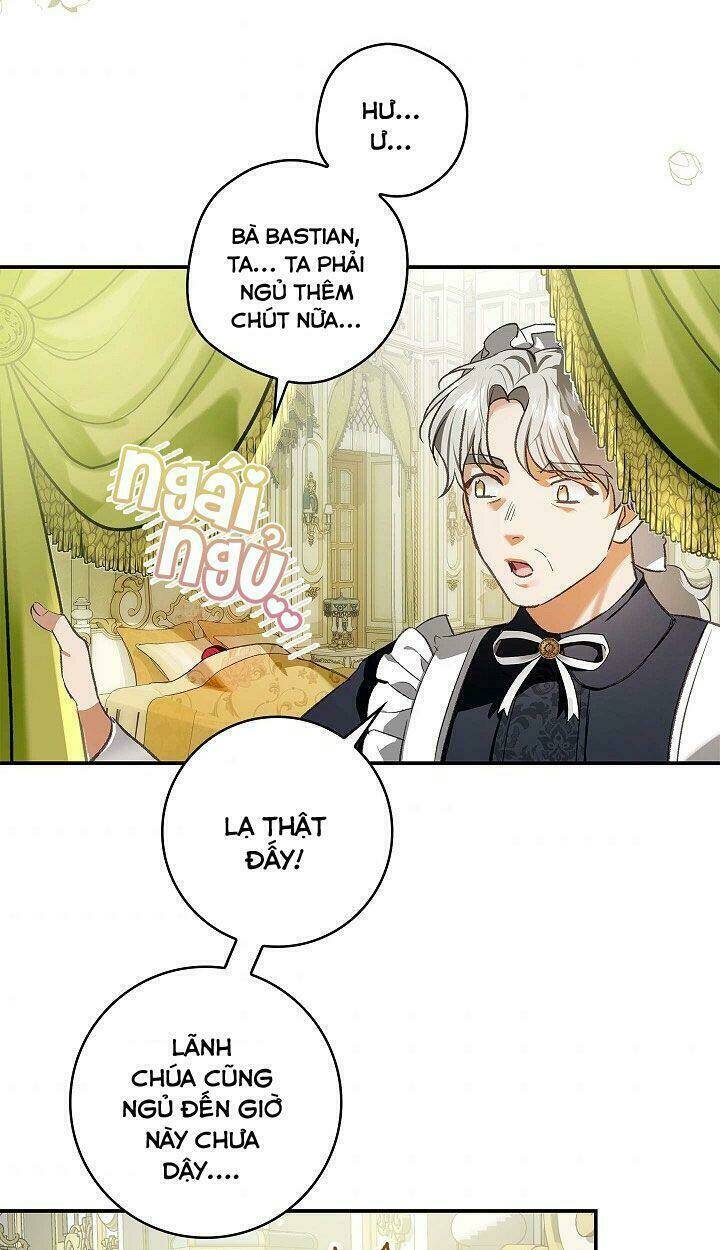 HƯ...
Ư...
BÀ BASTIAN,
TA... TA PHẢI
NGỦ THÊM
CHÚT NỮA...
ngái
ngủ
LẠ THẬT
ĐẤY!
LÃNH
CHÚA CŨNG
NGỦ ĐẾN GIỜ
NÀY CHƯA
DẬY....